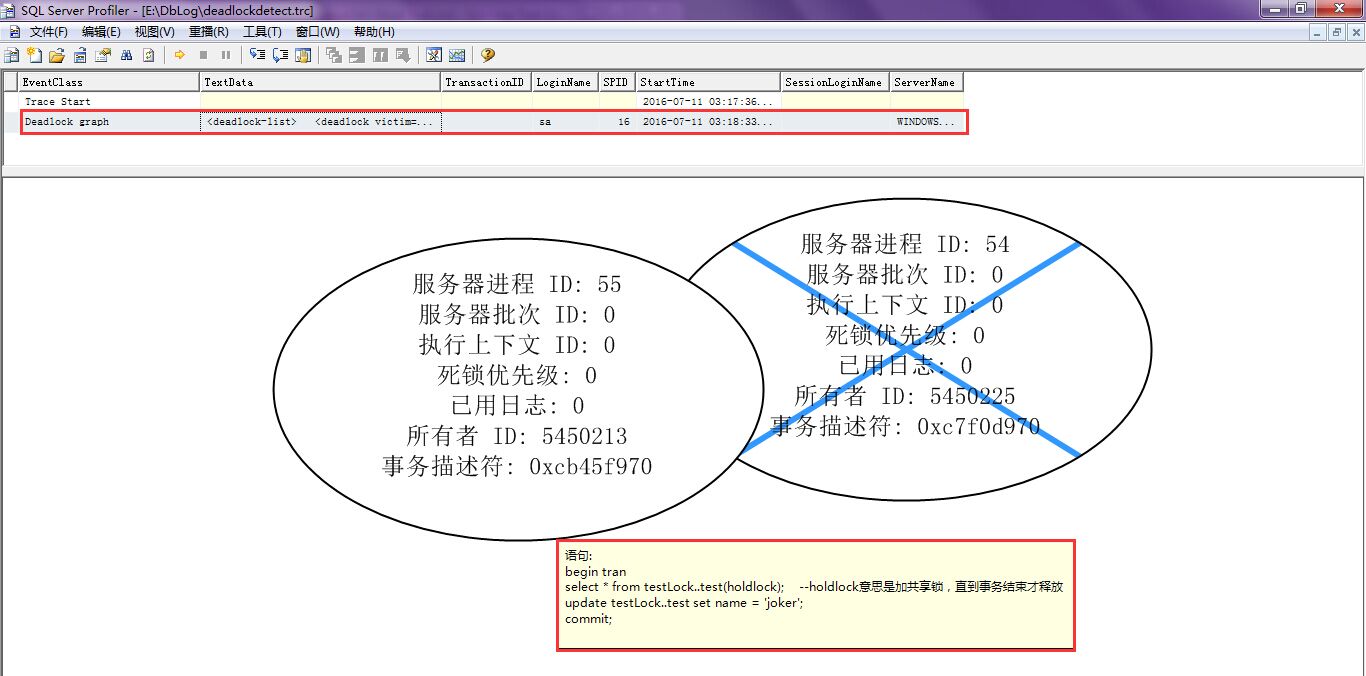 SQL Server Profiler - [E:\DbLog\deadlockdetect.trc]
文件(F) 编辑(E) 视图(V) 重播(R) 工具(T) 窗口(W) 帮助(H)
EventClass TextData TransactionID LoginName SPID StartTime SessionLoginName ServerName
Trace Start 2016-07-11 03:17:36...
Deadlock graph <deadlock-list> <deadlock victim=... sa 16 2016-07-11 03:18:33... WINDOWS...
服务器进程 ID: 55
服务器批次 ID: 0
执行上下文 ID: 0
死锁优先级: 0
已用日志: 0
所有者 ID: 5450213
事务描述符: 0xcb45f970
服务器进程 ID: 54
服务器批次 ID: 0
执行上下文 ID: 0
死锁优先级: 0
已用日志: 0
所有者 ID: 5450225
事务描述符: 0xc7f0d970
语句:
begin tran
select * from testLock..test(holdlock); --holdlock意思是加共享锁，直到事务结束才释放
update testLock..test set name = 'joker';
commit;